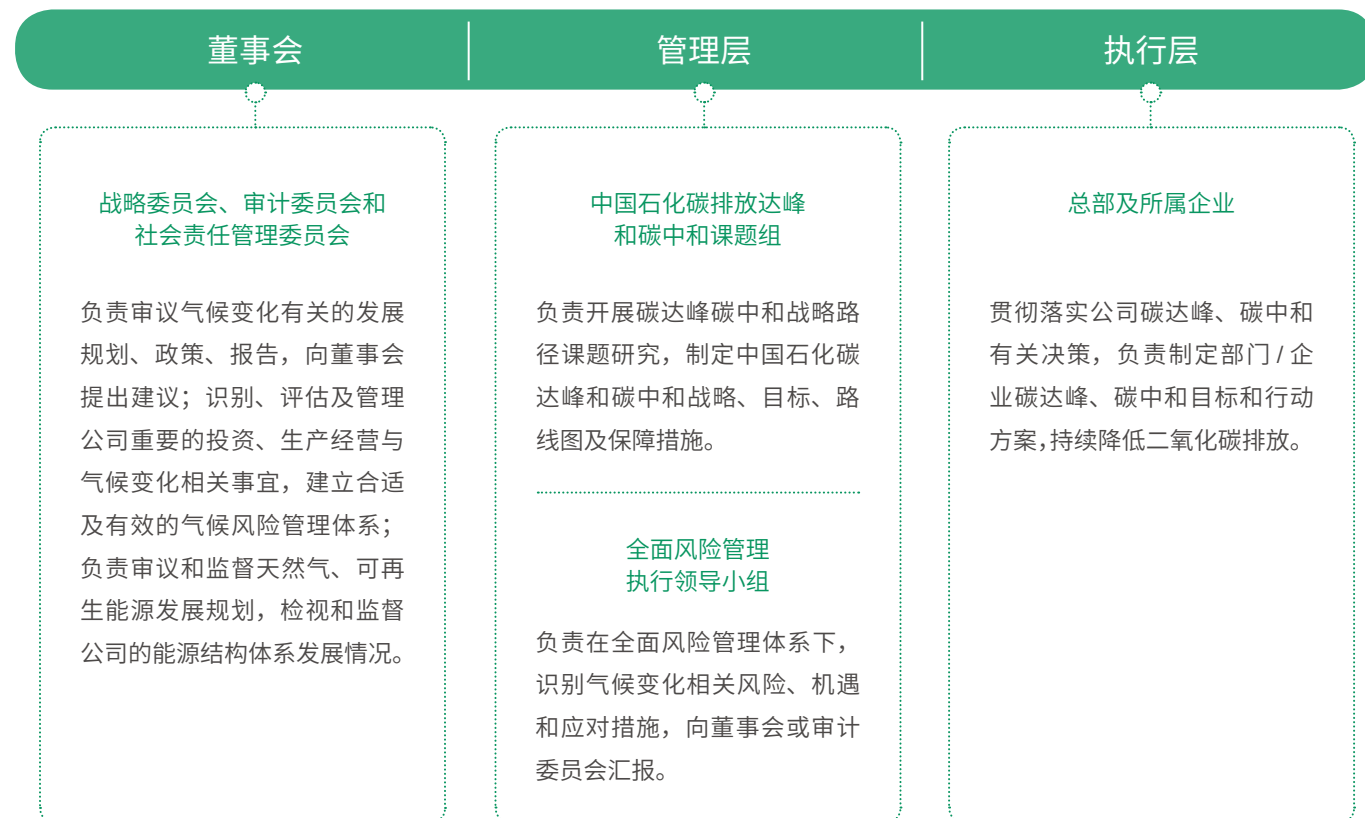 董事会
管理层
执行层
战略委员会、审计委员会和
社会责任管理委员会
负责审议气候变化有关的发展
规划、政策、报告，向董事会
提出建议；识别、评估及管理
公司重要的投资、生产经营与
气候变化相关事宜，建立合适
及有效的气候风险管理体系；
负责审议和监督天然气、可再
生能源发展规划，检视和监督
公司的能源结构体系发展情况。
中国石化碳排放达峰
和碳中和课题组
负责开展碳达峰碳中和战略路
径课题研究，制定中国石化碳
达峰和碳中和战略、目标、路
线图及保障措施。
全面风险管理
执行领导小组
负责在全面风险管理体系下，
识别气候变化相关风险、机遇
和应对措施，向董事会或审计
委员会汇报。
总部及所属企业
贯彻落实公司碳达峰、碳中和
有关决策，负责制定部门 / 企
业碳达峰、碳中和目标和行动
方案，持续降低二氧化碳排放。